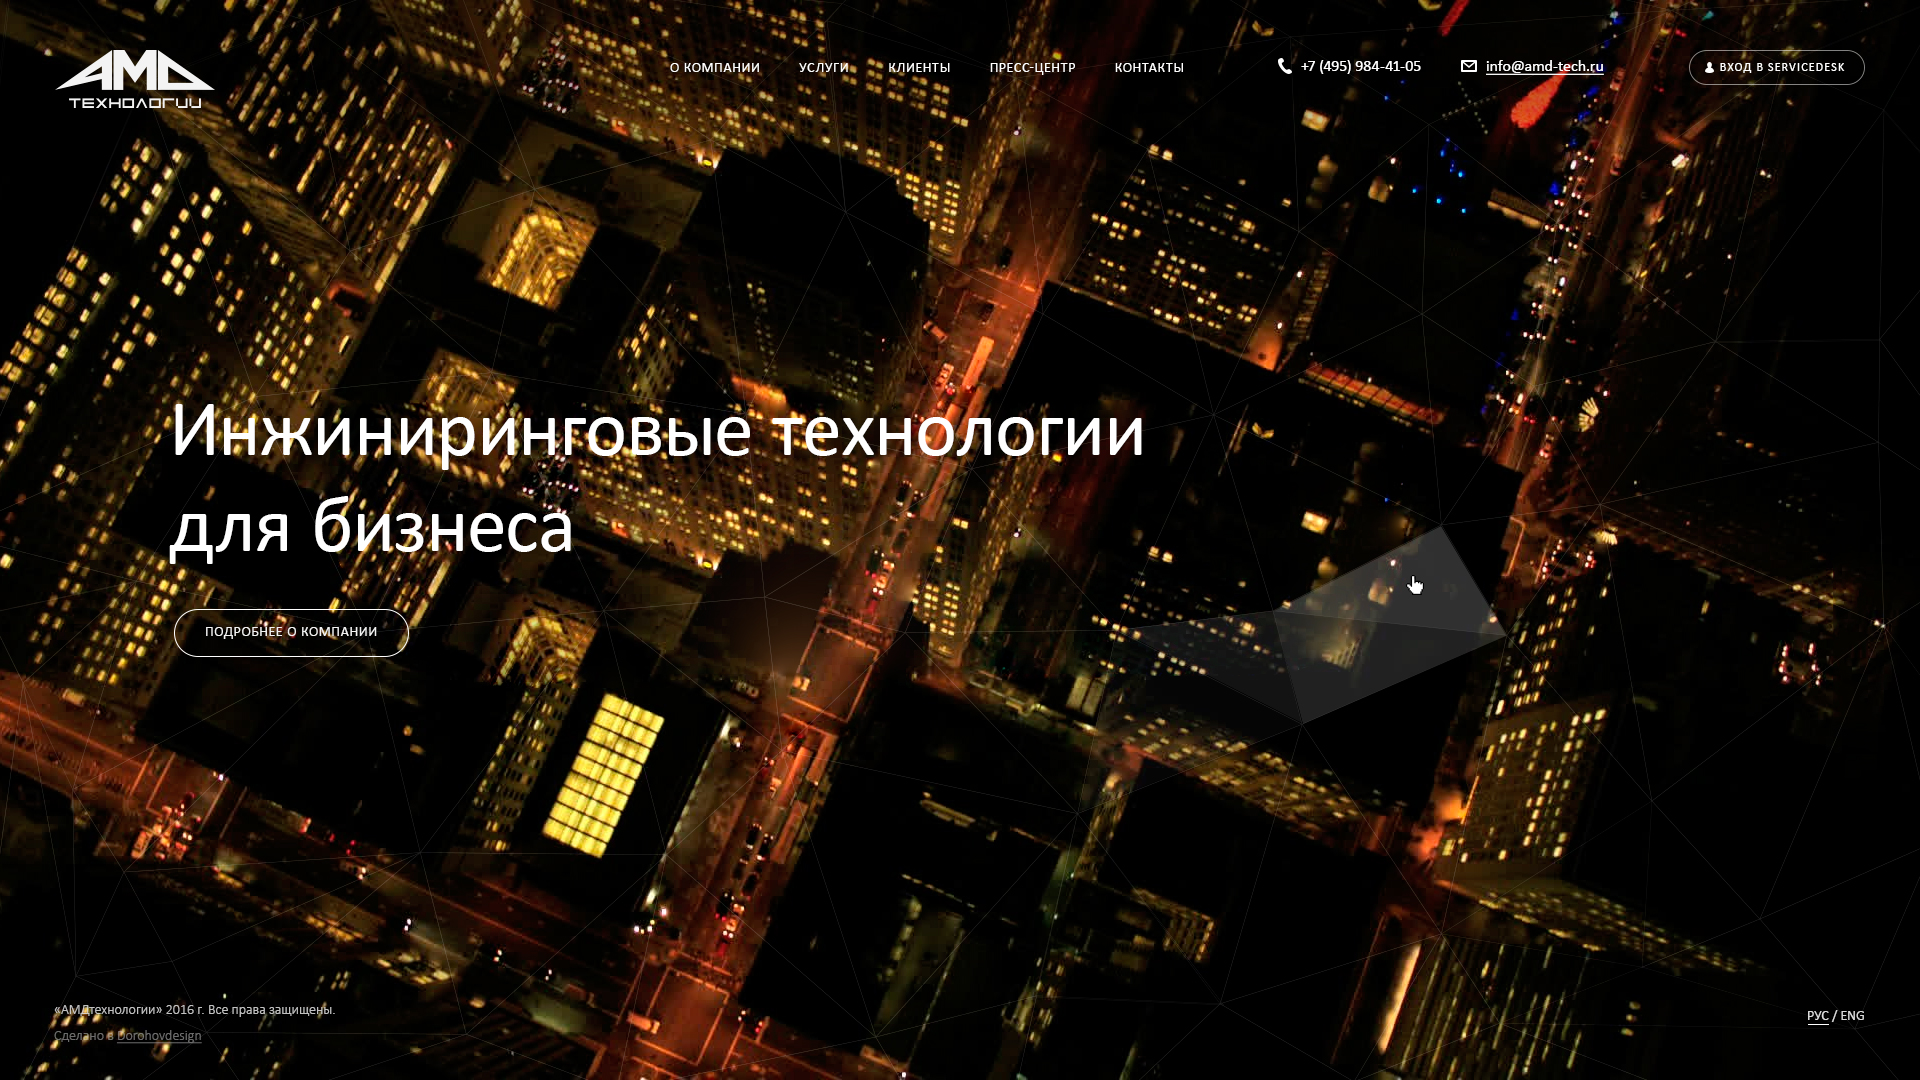 АМД
ТЕХНОЛОГИИ
О КОМПАНИИ
УСЛУГИ
КЛИЕНТЫ
ПРЕСС-ЦЕНТР
КОНТАКТЫ
+7 (495) 984-41-05
info@amd-tech.ru
ВХОД В SERVICEDESK
Инжиниринговые технологии
для бизнеса
ПОДРОБНЕЕ О КОМПАНИИ
«АМДтехнологии» 2016 г. Все права защищены.
Сделано в Dorohovdesign
РУС / ENG